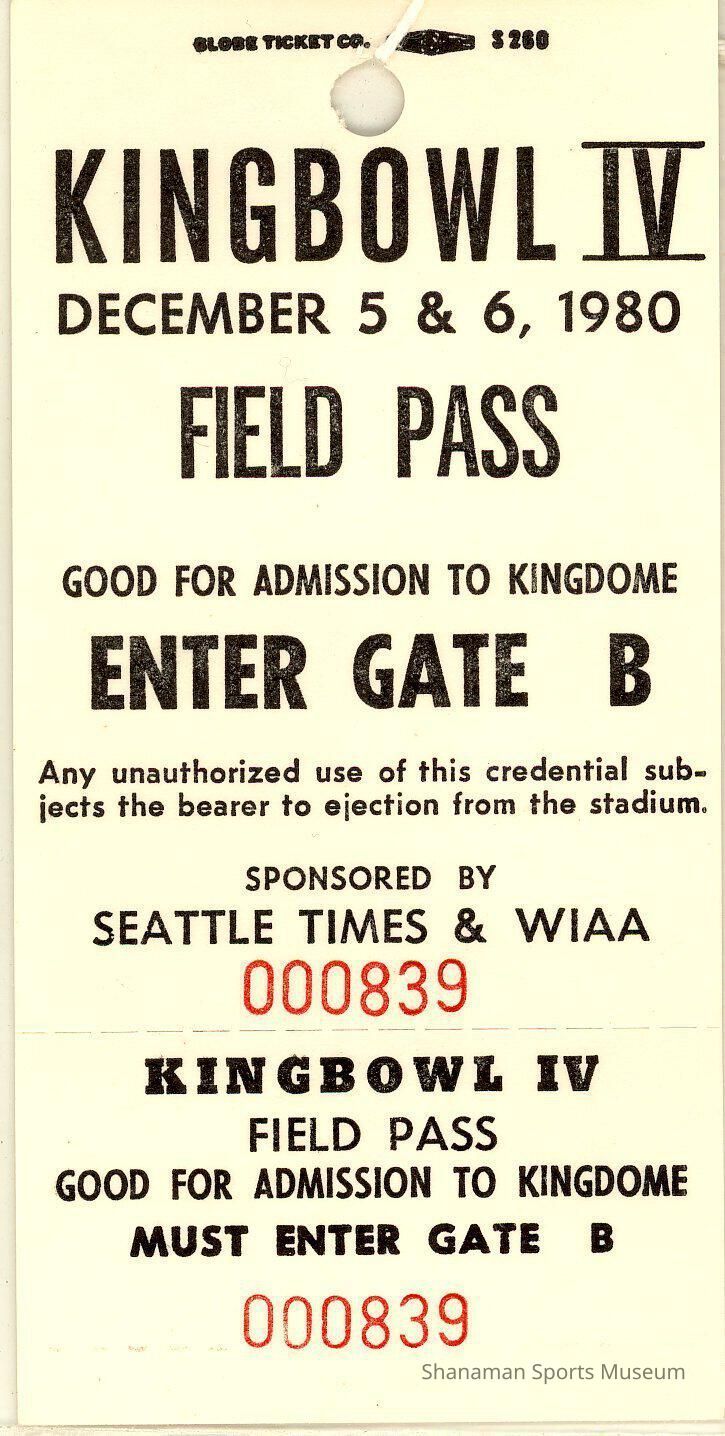 GLOBE TICKET CO. S 260
KINGBOWL IV
DECEMBER 5 & 6, 1980
FIELD PASS
GOOD FOR ADMISSION TO KINGDOME
ENTER GATE B
Any unauthorized use of this credential sub-
jects the bearer to ejection from the stadium.
SPONSORED BY
SEATTLE TIMES & WIAA
000839
KINGBOWL IV
FIELD PASS
GOOD FOR ADMISSION TO KINGDOME
MUST ENTER GATE B
000839
Shanaman Sports Museum